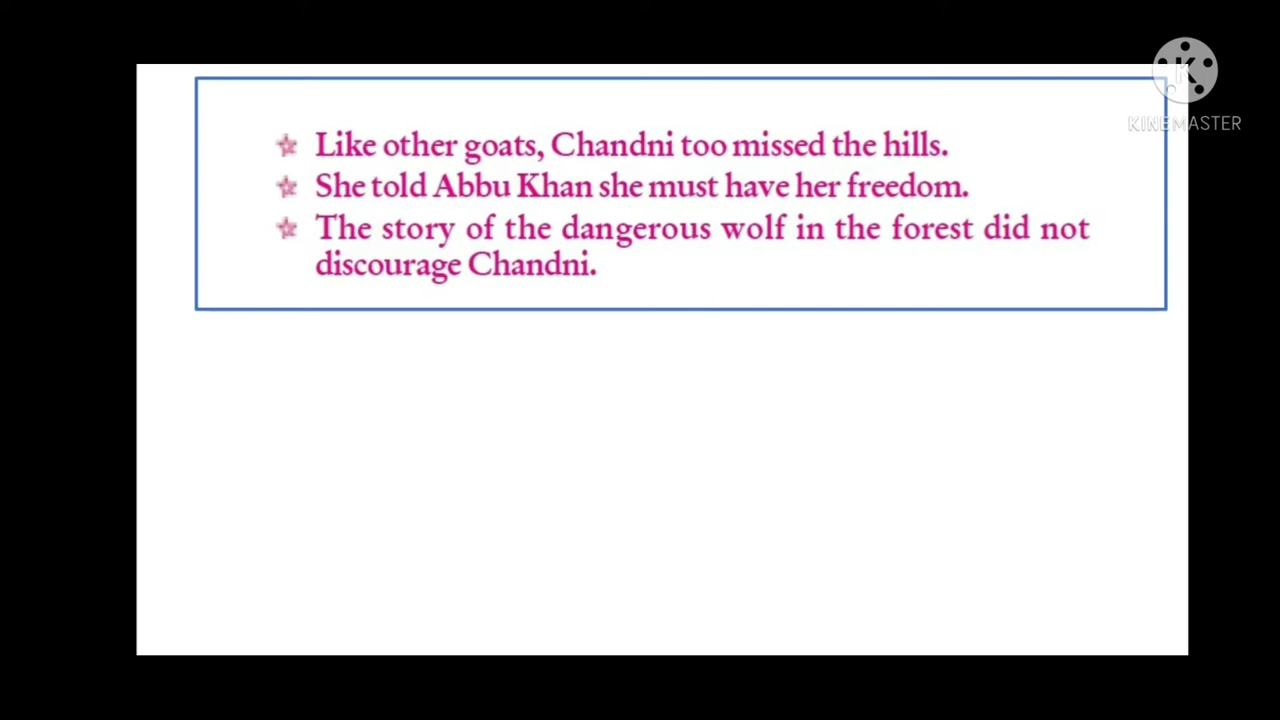 Like other goats, Chandni too missed the hills.
She told Abbu Khan she must have her freedom.
The story of the dangerous wolf in the forest did not
discourage Chandni.
K
KINEMASTER